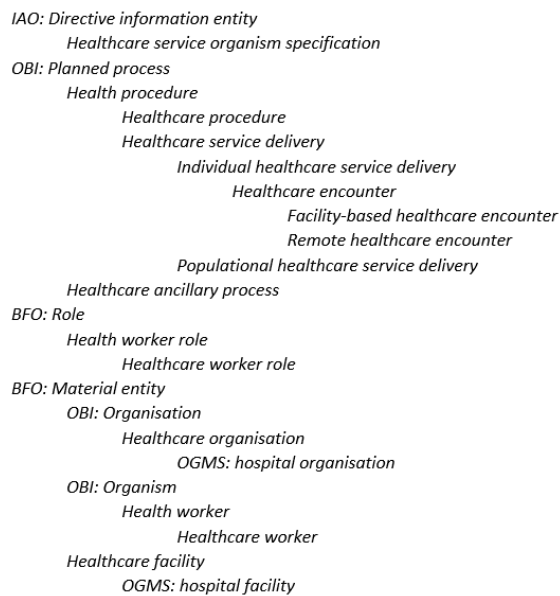 IAO: Directive information entity
Healthcare service organism specification
OBI: Planned process
Health procedure
Healthcare procedure
Healthcare service delivery
Individual healthcare service delivery
Healthcare encounter
Facility-based healthcare encounter
Remote healthcare encounter
Populational healthcare service delivery
Healthcare ancillary process
BFO: Role
Health worker role
Healthcare worker role
BFO: Material entity
OBI: Organisation
Healthcare organisation
OGMS: hospital organisation
OBI: Organism
Health worker
Healthcare worker
Healthcare facility
OGMS: hospital facility